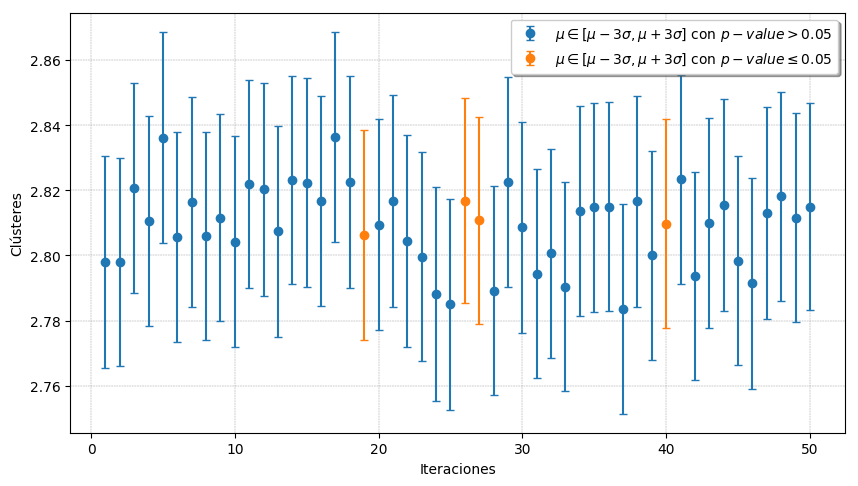 μ ∈ [μ − 3σ, μ + 3σ] con p − value > 0.05
μ ∈ [μ − 3σ, μ + 3σ] con p − value ≤ 0.05
2.86
2.84
2.82
2.80
2.78
2.76
Clústeres
0 10 20 30 40 50
Iteraciones